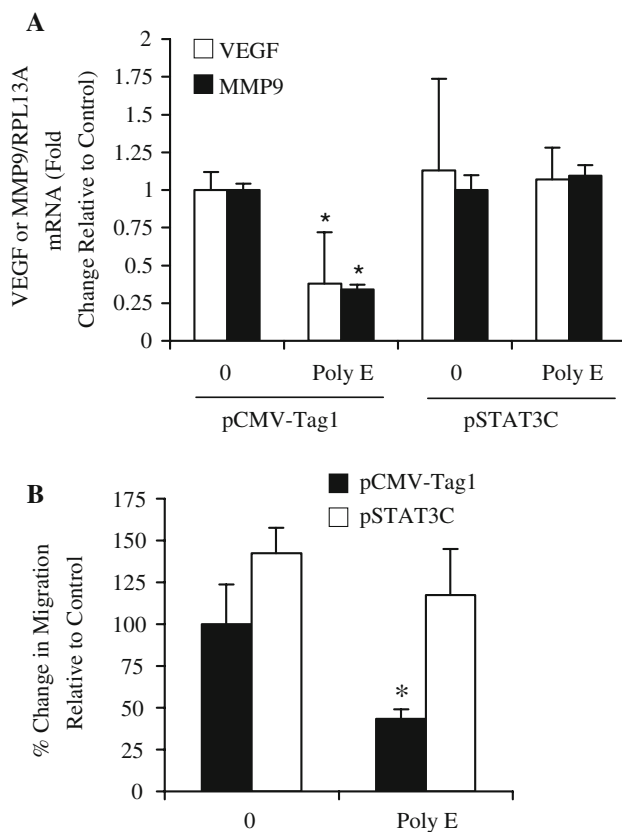 A
VEGF or MMP9/RPL13A
mRNA (Fold
Change Relative to Control)
2
1.75
1.5
1.25
1
0.75
0.5
0.25
0
VEGF
MMP9
*
*
0
Poly E
0
Poly E
pCMV-Tag1
pSTAT3C
B
% Change in Migration
Relative to Control
175
150
125
100
75
50
25
0
pCMV-Tag1
pSTAT3C
*
0
Poly E